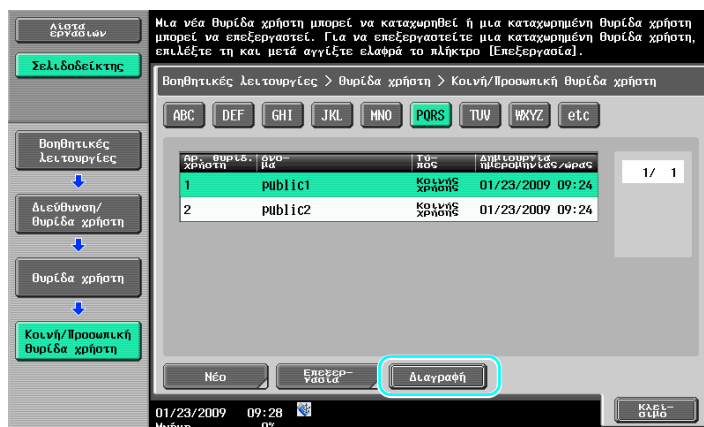 Λίστα
εργασιών
Σελιδοδείκτης
Μια νέα θυρίδα χρήστη μπορεί να καταχωρηθεί ή μια καταχωρημένη θυρίδα χρήστη
μπορεί να επεξεργαστεί. Για να επεξεργαστείτε μια καταχωρημένη θυρίδα χρήστη,
επιλέξτε τη και μετά αγγίξτε ελαφρά το πλήκτρο [Επεξεργασία].
Βοηθητικές λειτουργίες > θυρίδα χρήστη > Κοινή/Προσωπική θυρίδα χρήστη
ABC DEF GHI JKL MNO PQRS TUV WXYZ etc
Αρ. θυρίδ.
χρήστη
όνο-
μα
Τύ-
πος
Δημιουργία
ημερομηνίας/ώρας
1/ 1
1 public1 Κοινής
χρήσης 01/23/2009 09:24
2 public2 Κοινής
χρήσης 01/23/2009 09:24
Βοηθητικές
λειτουργίες
Διεύθυνση/
θυρίδα χρήστη
θυρίδα χρήστη
Κοινή/Προσωπική
θυρίδα χρήστη
Νέο
Επεξερ-
γασία
Διαγραφή
01/23/2009 09:28
Μνήμη 0%
Κλεί-
σιμο